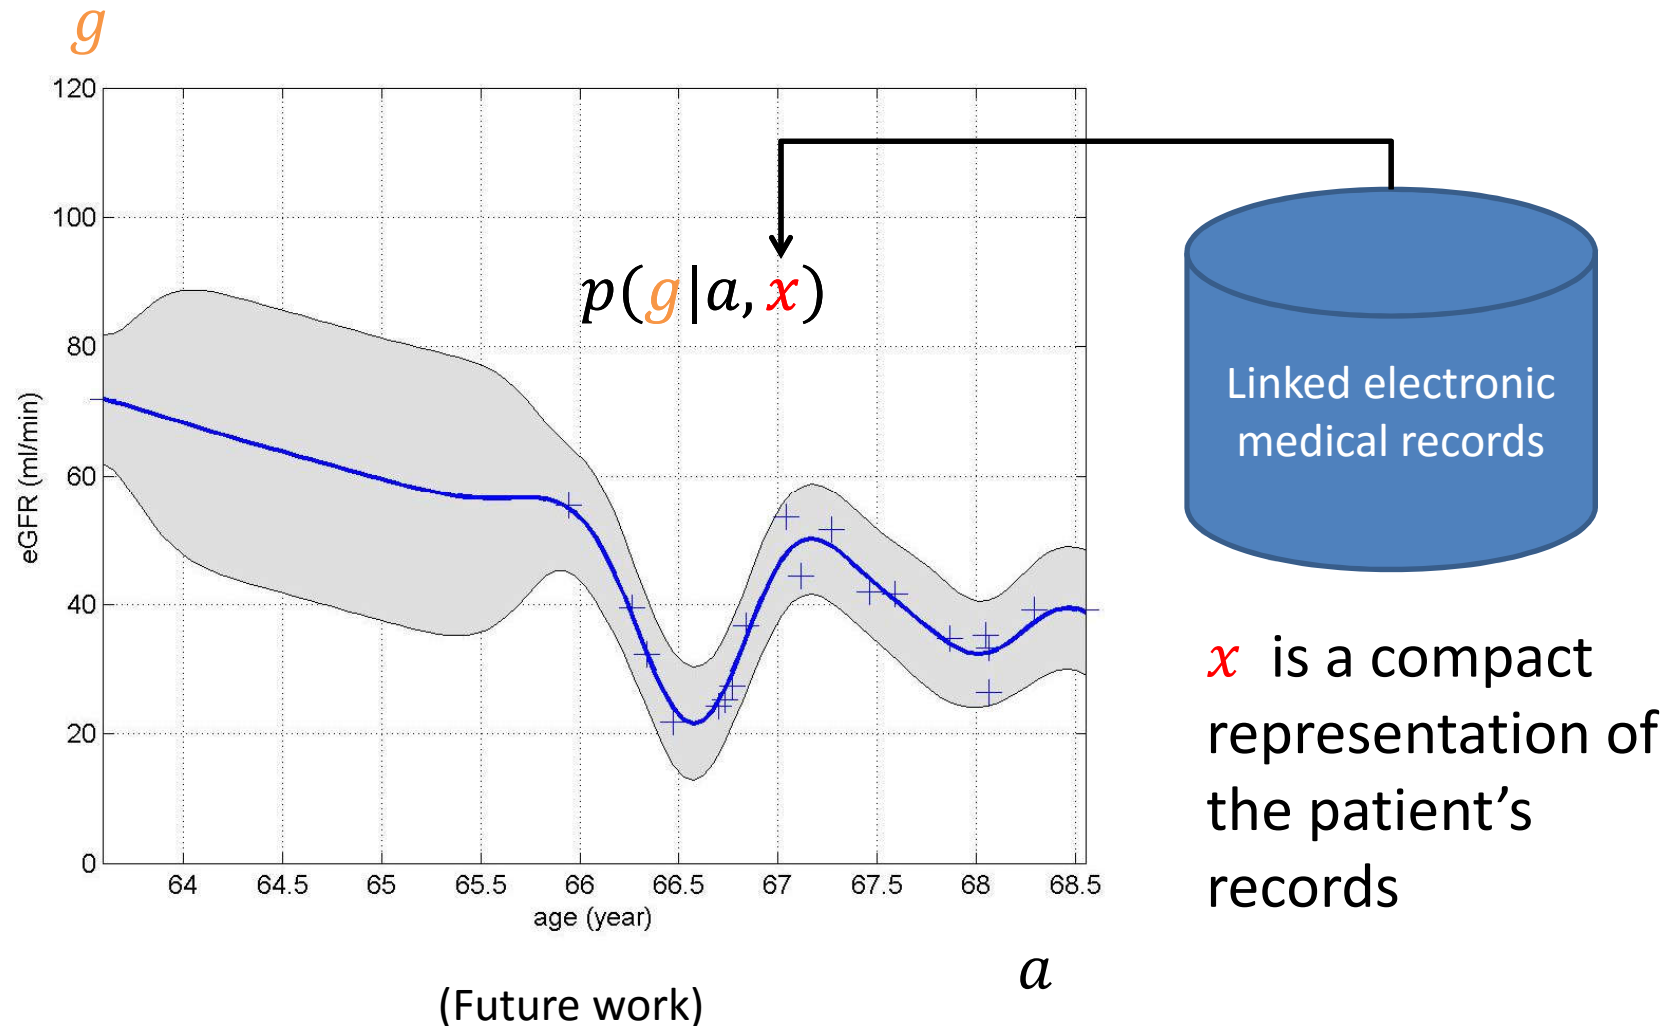 g
120
100
80
60
40
20
0
eGFR (ml/min)
p(g|a, x)
64 64.5 65 65.5 66 66.5 67 67.5 68 68.5
age (year)
a
(Future work)
Linked electronic
medical records
x is a compact
representation of
the patient’s
records